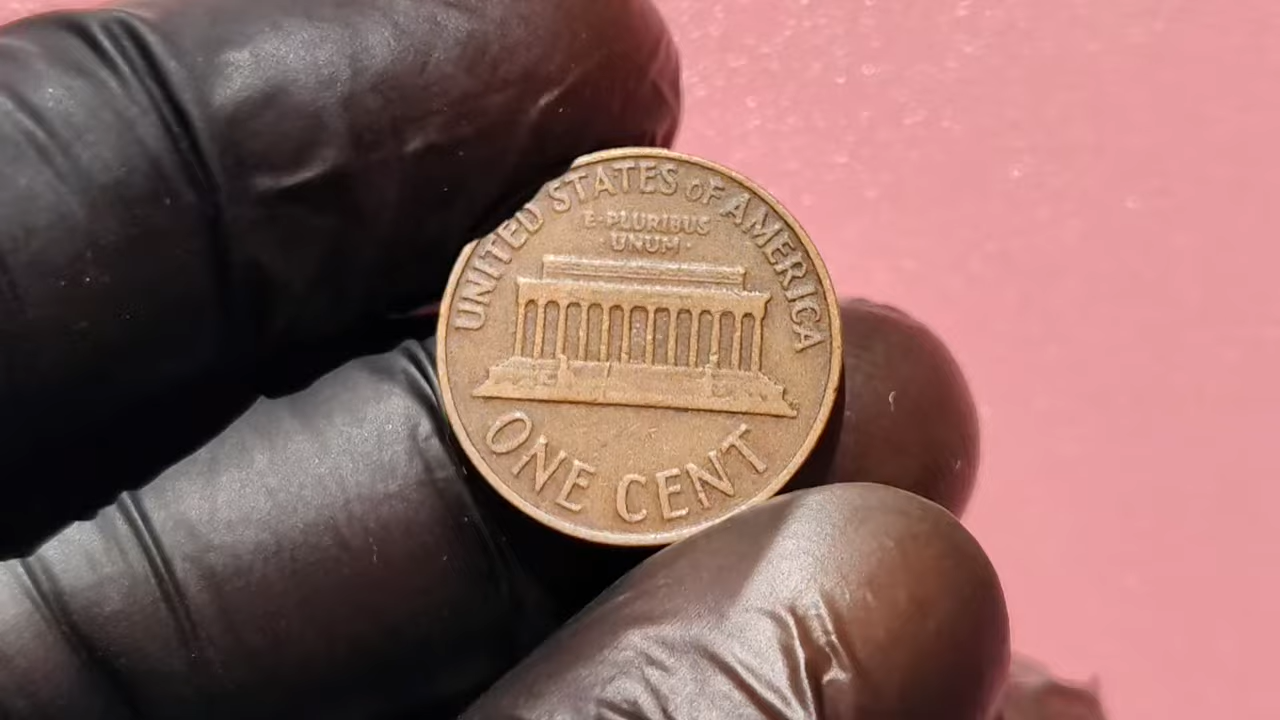 UNITED STATES OF AMERICA
E·PLURIBUS
·UNUM·
ONE CENT